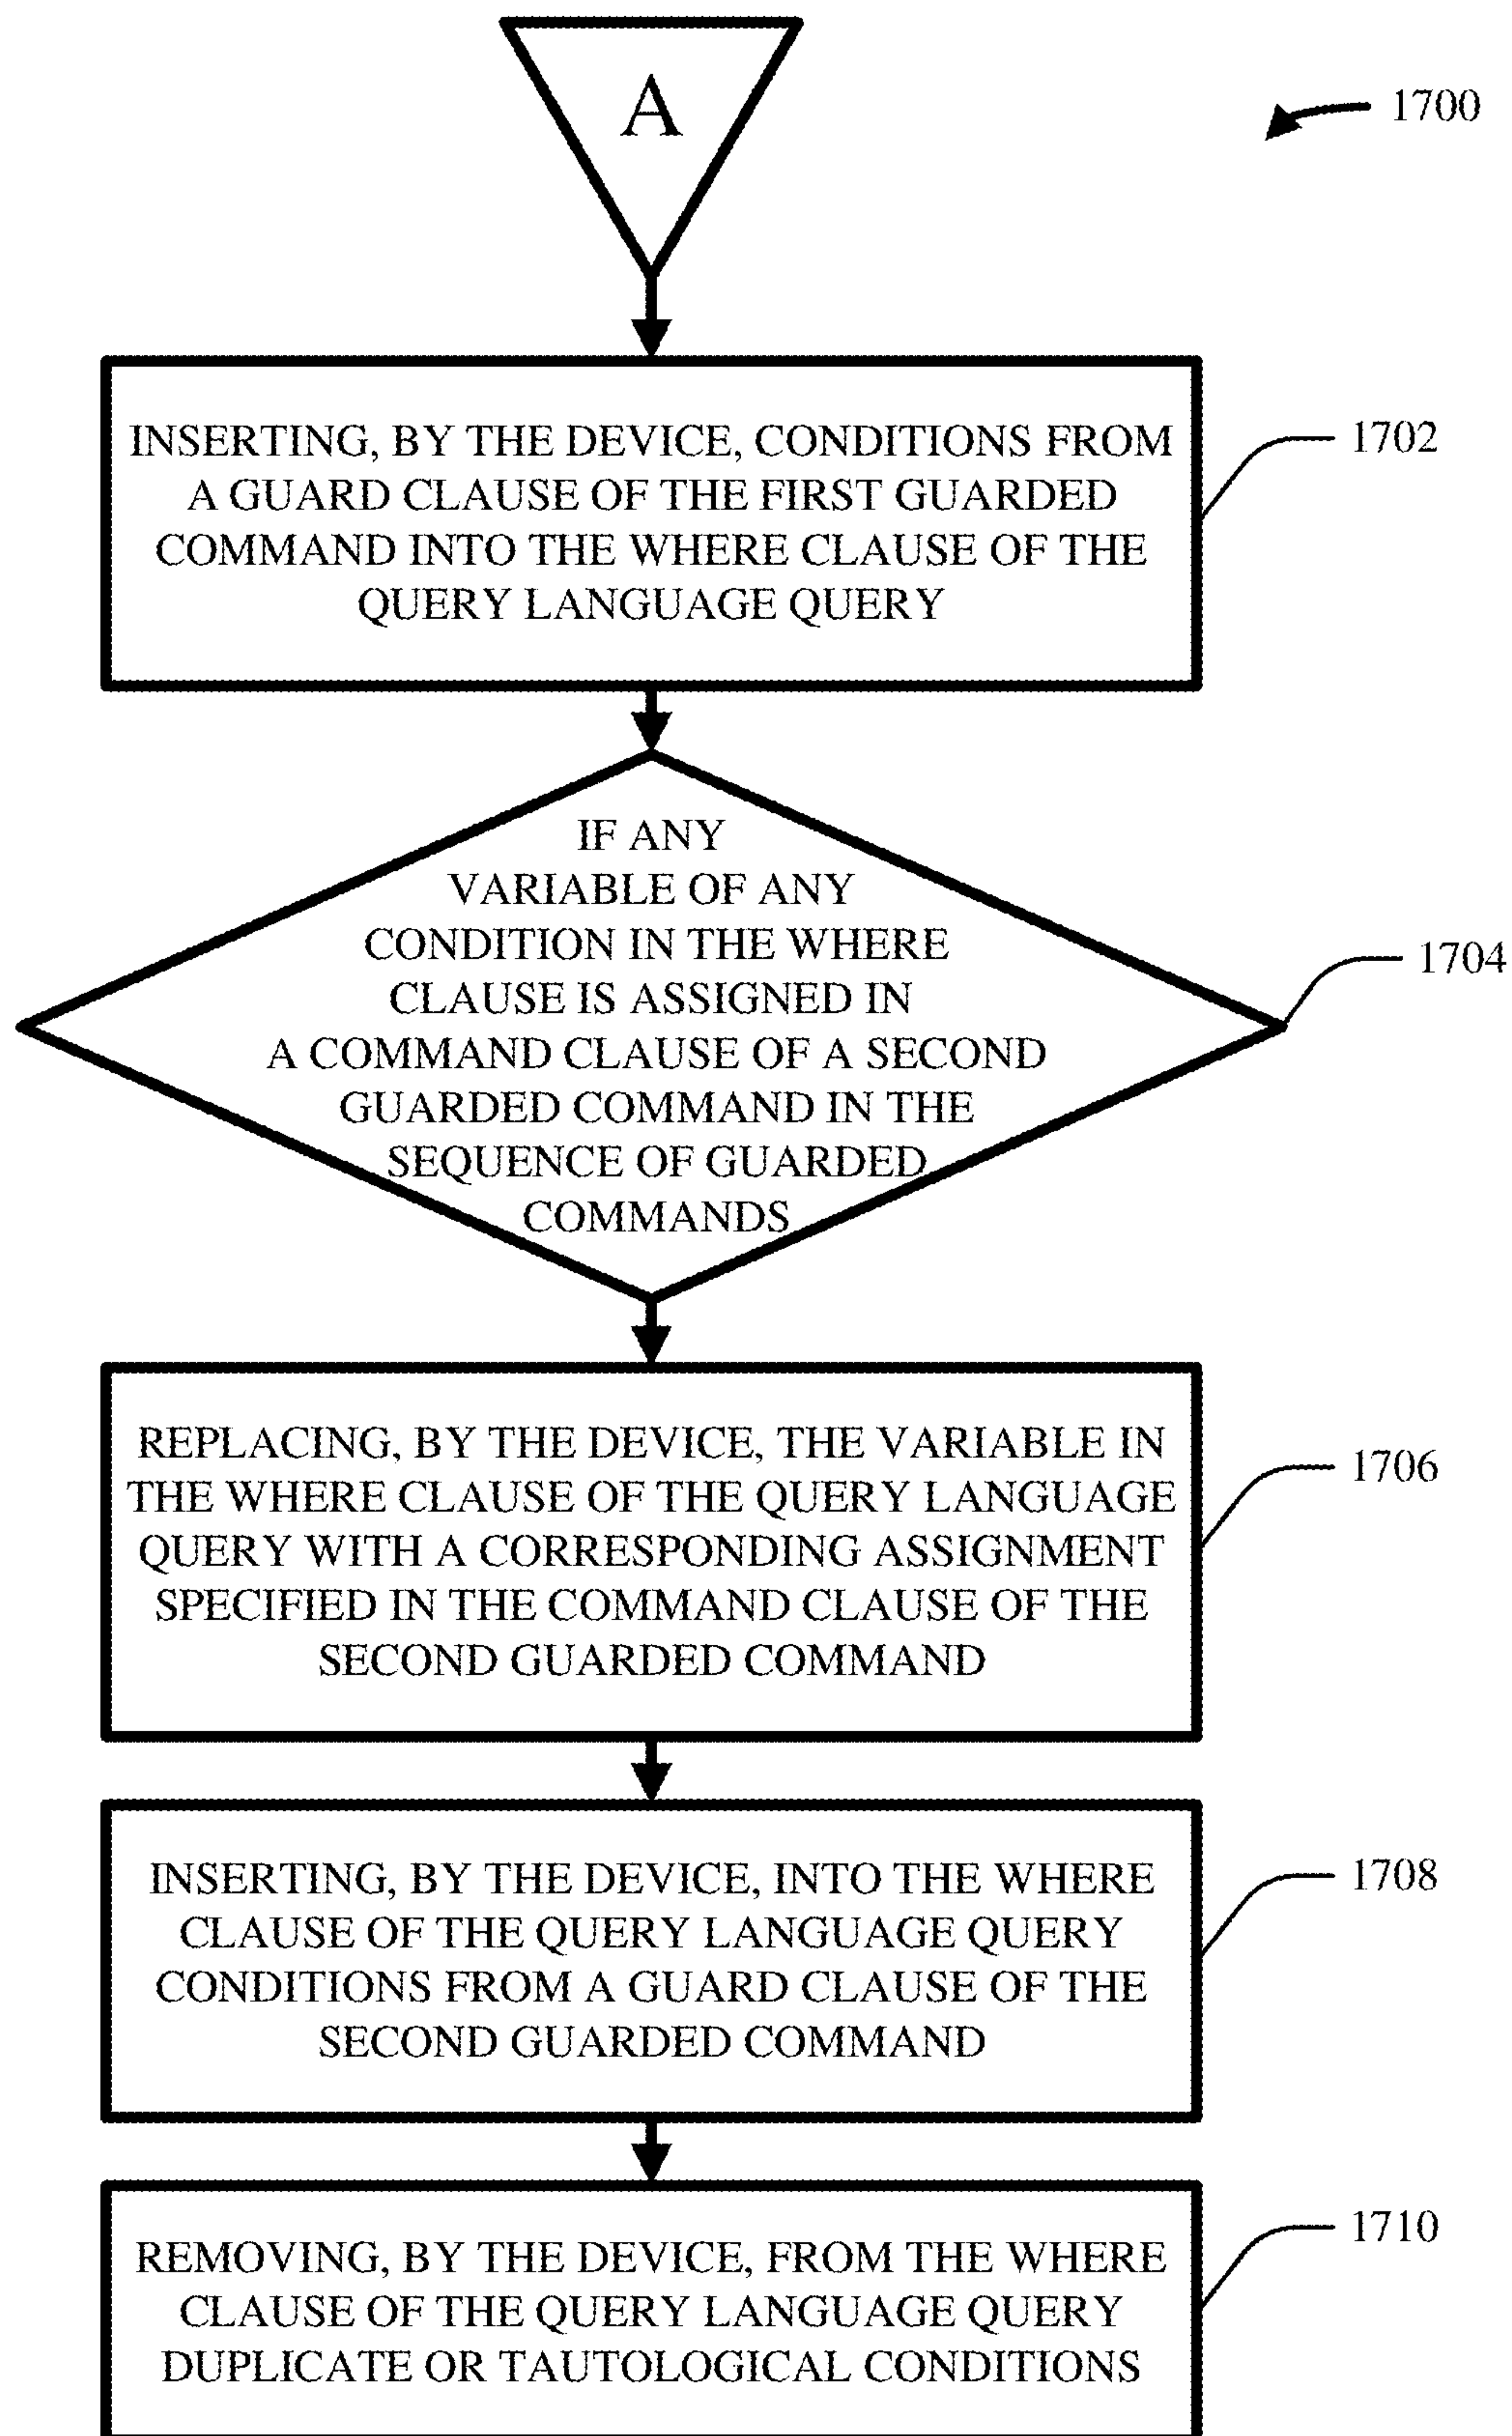 A
1700
INSERTING, BY THE DEVICE, CONDITIONS FROM
A GUARD CLAUSE OF THE FIRST GUARDED
COMMAND INTO THE WHERE CLAUSE OF THE
QUERY LANGUAGE QUERY
1702
IF ANY
VARIABLE OF ANY
CONDITION IN THE WHERE
CLAUSE IS ASSIGNED IN
A COMMAND CLAUSE OF A SECOND
GUARDED COMMAND IN THE
SEQUENCE OF GUARDED
COMMANDS
1704
REPLACING, BY THE DEVICE, THE VARIABLE IN
THE WHERE CLAUSE OF THE QUERY LANGUAGE
QUERY WITH A CORRESPONDING ASSIGNMENT
SPECIFIED IN THE COMMAND CLAUSE OF THE
SECOND GUARDED COMMAND
1706
INSERTING, BY THE DEVICE, INTO THE WHERE
CLAUSE OF THE QUERY LANGUAGE QUERY
CONDITIONS FROM A GUARD CLAUSE OF THE
SECOND GUARDED COMMAND
1708
REMOVING, BY THE DEVICE, FROM THE WHERE
CLAUSE OF THE QUERY LANGUAGE QUERY
DUPLICATE OR TAUTOLOGICAL CONDITIONS
1710